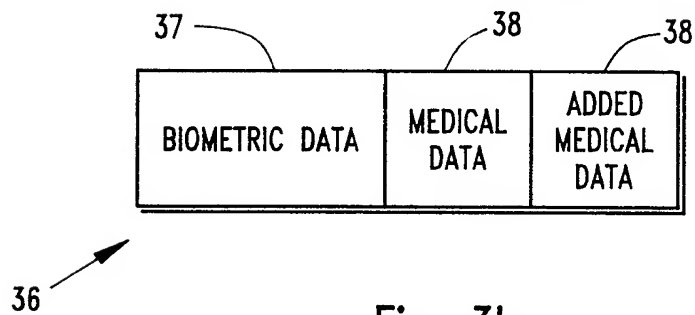 37 38 38
BIOMETRIC DATA
MEDICAL
DATA
ADDED
MEDICAL
DATA
36